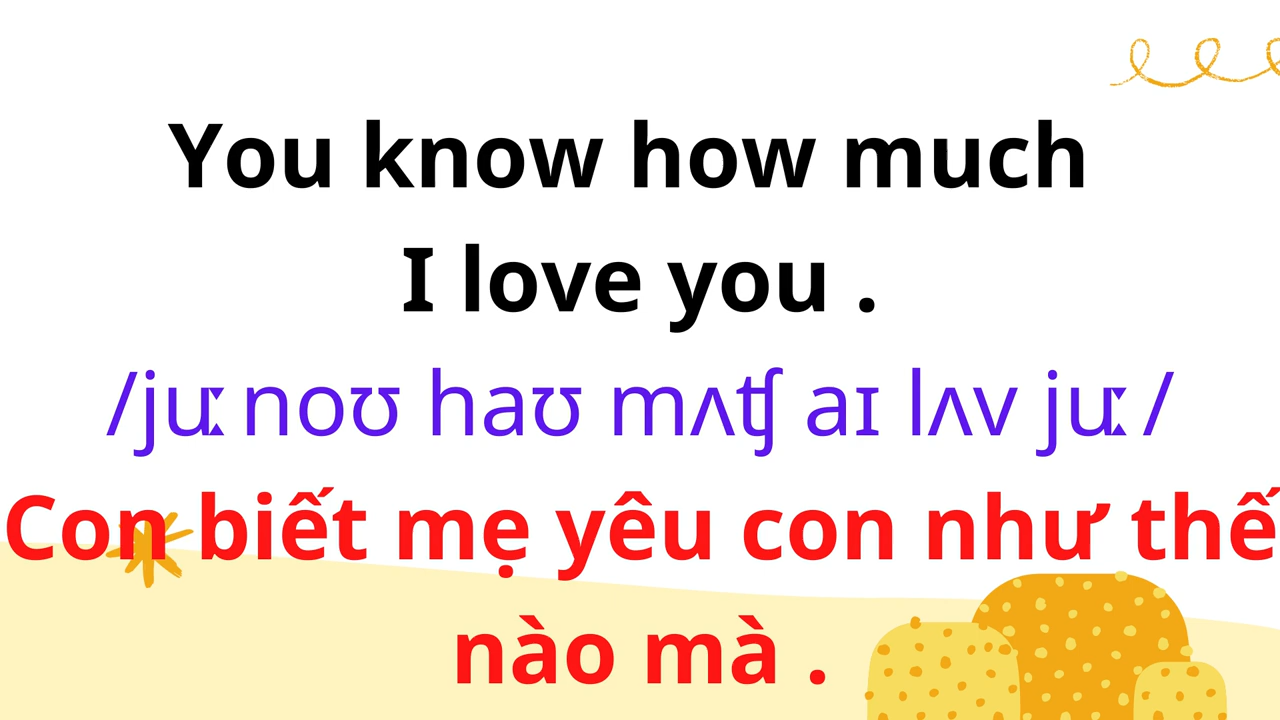 You know how much
I love you .
/juː noʊ haʊ mʌʧ aɪ lʌv juː /
Con biết mẹ yêu con như thế
nào mà .